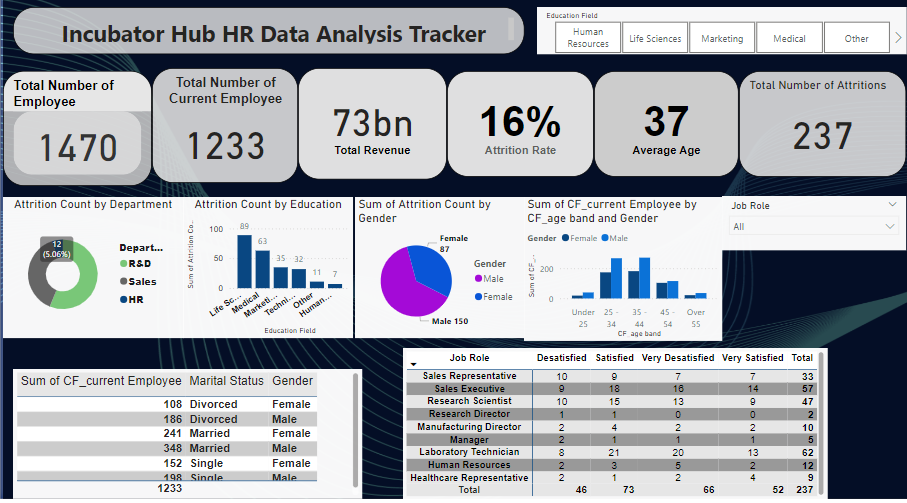 Incubator Hub HR Data Analysis Tracker
Education Field
Human Resources
Life Sciences
Marketing
Medical
Other
Total Number of
Employee
1470
Total Number of
Current Employee
1233
73bn
Total Revenue
16%
Attrition Rate
37
Average Age
Total Number of Attritions
237
Attrition Count by Department
12
(5.06%)
Depart...
R&D
Sales
HR
Attrition Count by Education
Sum of Attrition Co...
100
50
0
89
63
35
32
11
7
Life Sc...
Medical
Marketi...
Techni...
Other
Human...
Education Field
Sum of Attrition Count by
Gender
Female
87
Male 150
Gender
Male
Female
Sum of CF_current Employee by
CF_age band and Gender
Gender Female Male
Sum of CF_...
200
0
Under
25
25 -
34
35 -
44
45 -
54
Over
55
CF_age band
Job Role
All
Sum of CF_current Employee Marital Status Gender
108 Divorced Female
186 Divorced Male
241 Married Female
348 Married Male
152 Single Female
198 Single Male
1233
Job Role Desatisfied Satisfied Very Desatisfied Very Satisfied Total
Sales Representative 10 9 7 7 33
Sales Executive 9 18 16 14 57
Research Scientist 10 15 13 9 47
Research Director 1 1 0 0 2
Manufacturing Director 2 4 2 2 10
Manager 2 1 1 1 5
Laboratory Technician 8 21 20 13 62
Human Resources 2 3 5 2 12
Healthcare Representative 2 1 2 4 9
Total 46 73 66 52 237